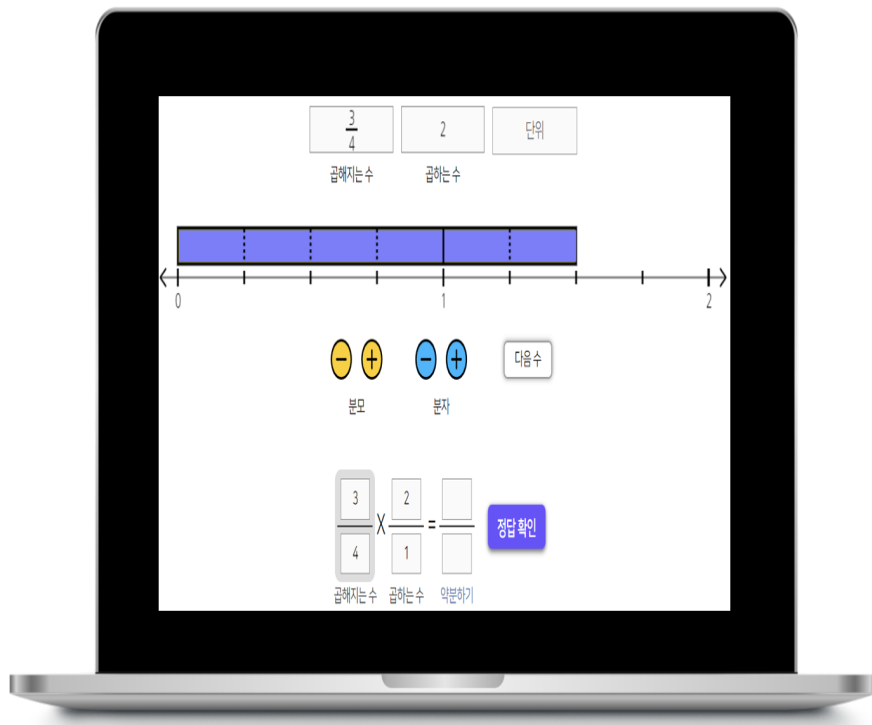 3/4 2 단위
곱해지는 수 곱하는 수
0 1 2
− + − + 다음 수
분모 분자
3 × 2 =
4 1
정답 확인
곱해지는 수 곱하는 수 약분하기